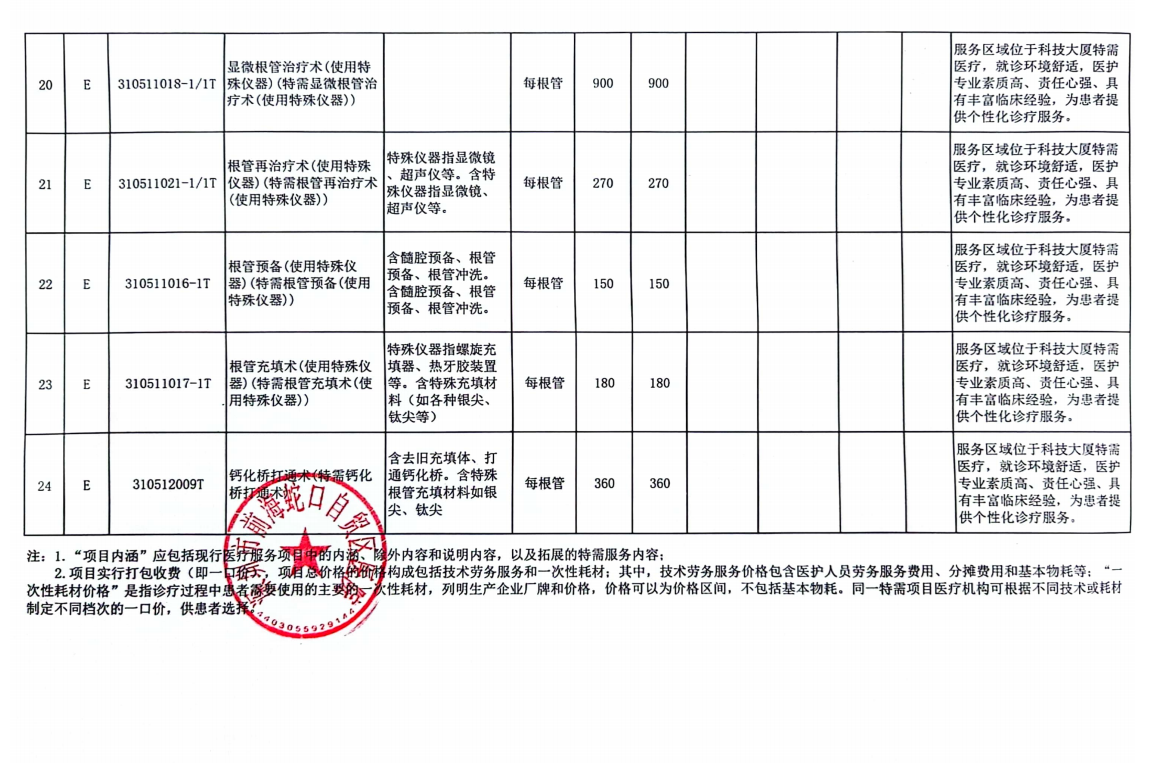 20 E 310511018-1/1T 显微根管治疗术(使用特殊仪器)(特需显微根管治疗术(使用特殊仪器)) 每根管 900 900 服务区域位于科技大厦特需医疗，就诊环境舒适，医护专业素质高、责任心强、具有丰富临床经验，为患者提供个性化诊疗服务。
21 E 310511021-1/1T 根管再治疗术(使用特殊仪器)(特需根管再治疗术(使用特殊仪器)) 特殊仪器指显微镜、超声仪等。含特殊仪器指显微镜、超声仪等。 每根管 270 270 服务区域位于科技大厦特需医疗，就诊环境舒适，医护专业素质高、责任心强、具有丰富临床经验，为患者提供个性化诊疗服务。
22 E 310511016-1T 根管预备(使用特殊仪器)(特需根管预备(使用特殊仪器)) 含髓腔预备、根管预备、根管冲洗。含髓腔预备、根管预备、根管冲洗。 每根管 150 150 服务区域位于科技大厦特需医疗，就诊环境舒适，医护专业素质高、责任心强、具有丰富临床经验，为患者提供个性化诊疗服务。
23 E 310511017-1T 根管充填术(使用特殊仪器)(特需根管充填术(使用特殊仪器)) 特殊仪器指螺旋充填器、热牙胶装置等。含特殊充填材料（如各种银尖、钛尖等） 每根管 180 180 服务区域位于科技大厦特需医疗，就诊环境舒适，医护专业素质高、责任心强、具有丰富临床经验，为患者提供个性化诊疗服务。
24 E 310512009T 钙化桥打通术(特需钙化桥打通术) 含去旧充填体、打通钙化桥。含特殊根管充填材料如银尖、钛尖 每根管 360 360 服务区域位于科技大厦特需医疗，就诊环境舒适，医护专业素质高、责任心强、具有丰富临床经验，为患者提供个性化诊疗服务。
注：1.“项目内涵”应包括现行医疗服务项目中的内涵、除外内容和说明内容，以及拓展的特需服务内容；
2.项目实行打包收费（即一口价），项目总价格的价格构成包括技术劳务服务和一次性耗材；其中，技术劳务服务价格包含医护人员劳务服务费用、分摊费用和基本物耗等；“一
次性耗材价格”是指诊疗过程中患者需要使用的主要的一次性耗材，列明生产企业厂牌和价格，价格可以为价格区间，不包括基本物耗。同一特需项目医疗机构可根据不同技术或耗材
制定不同档次的一口价，供患者选择。
市前海蛇口自贸区
4403055929144